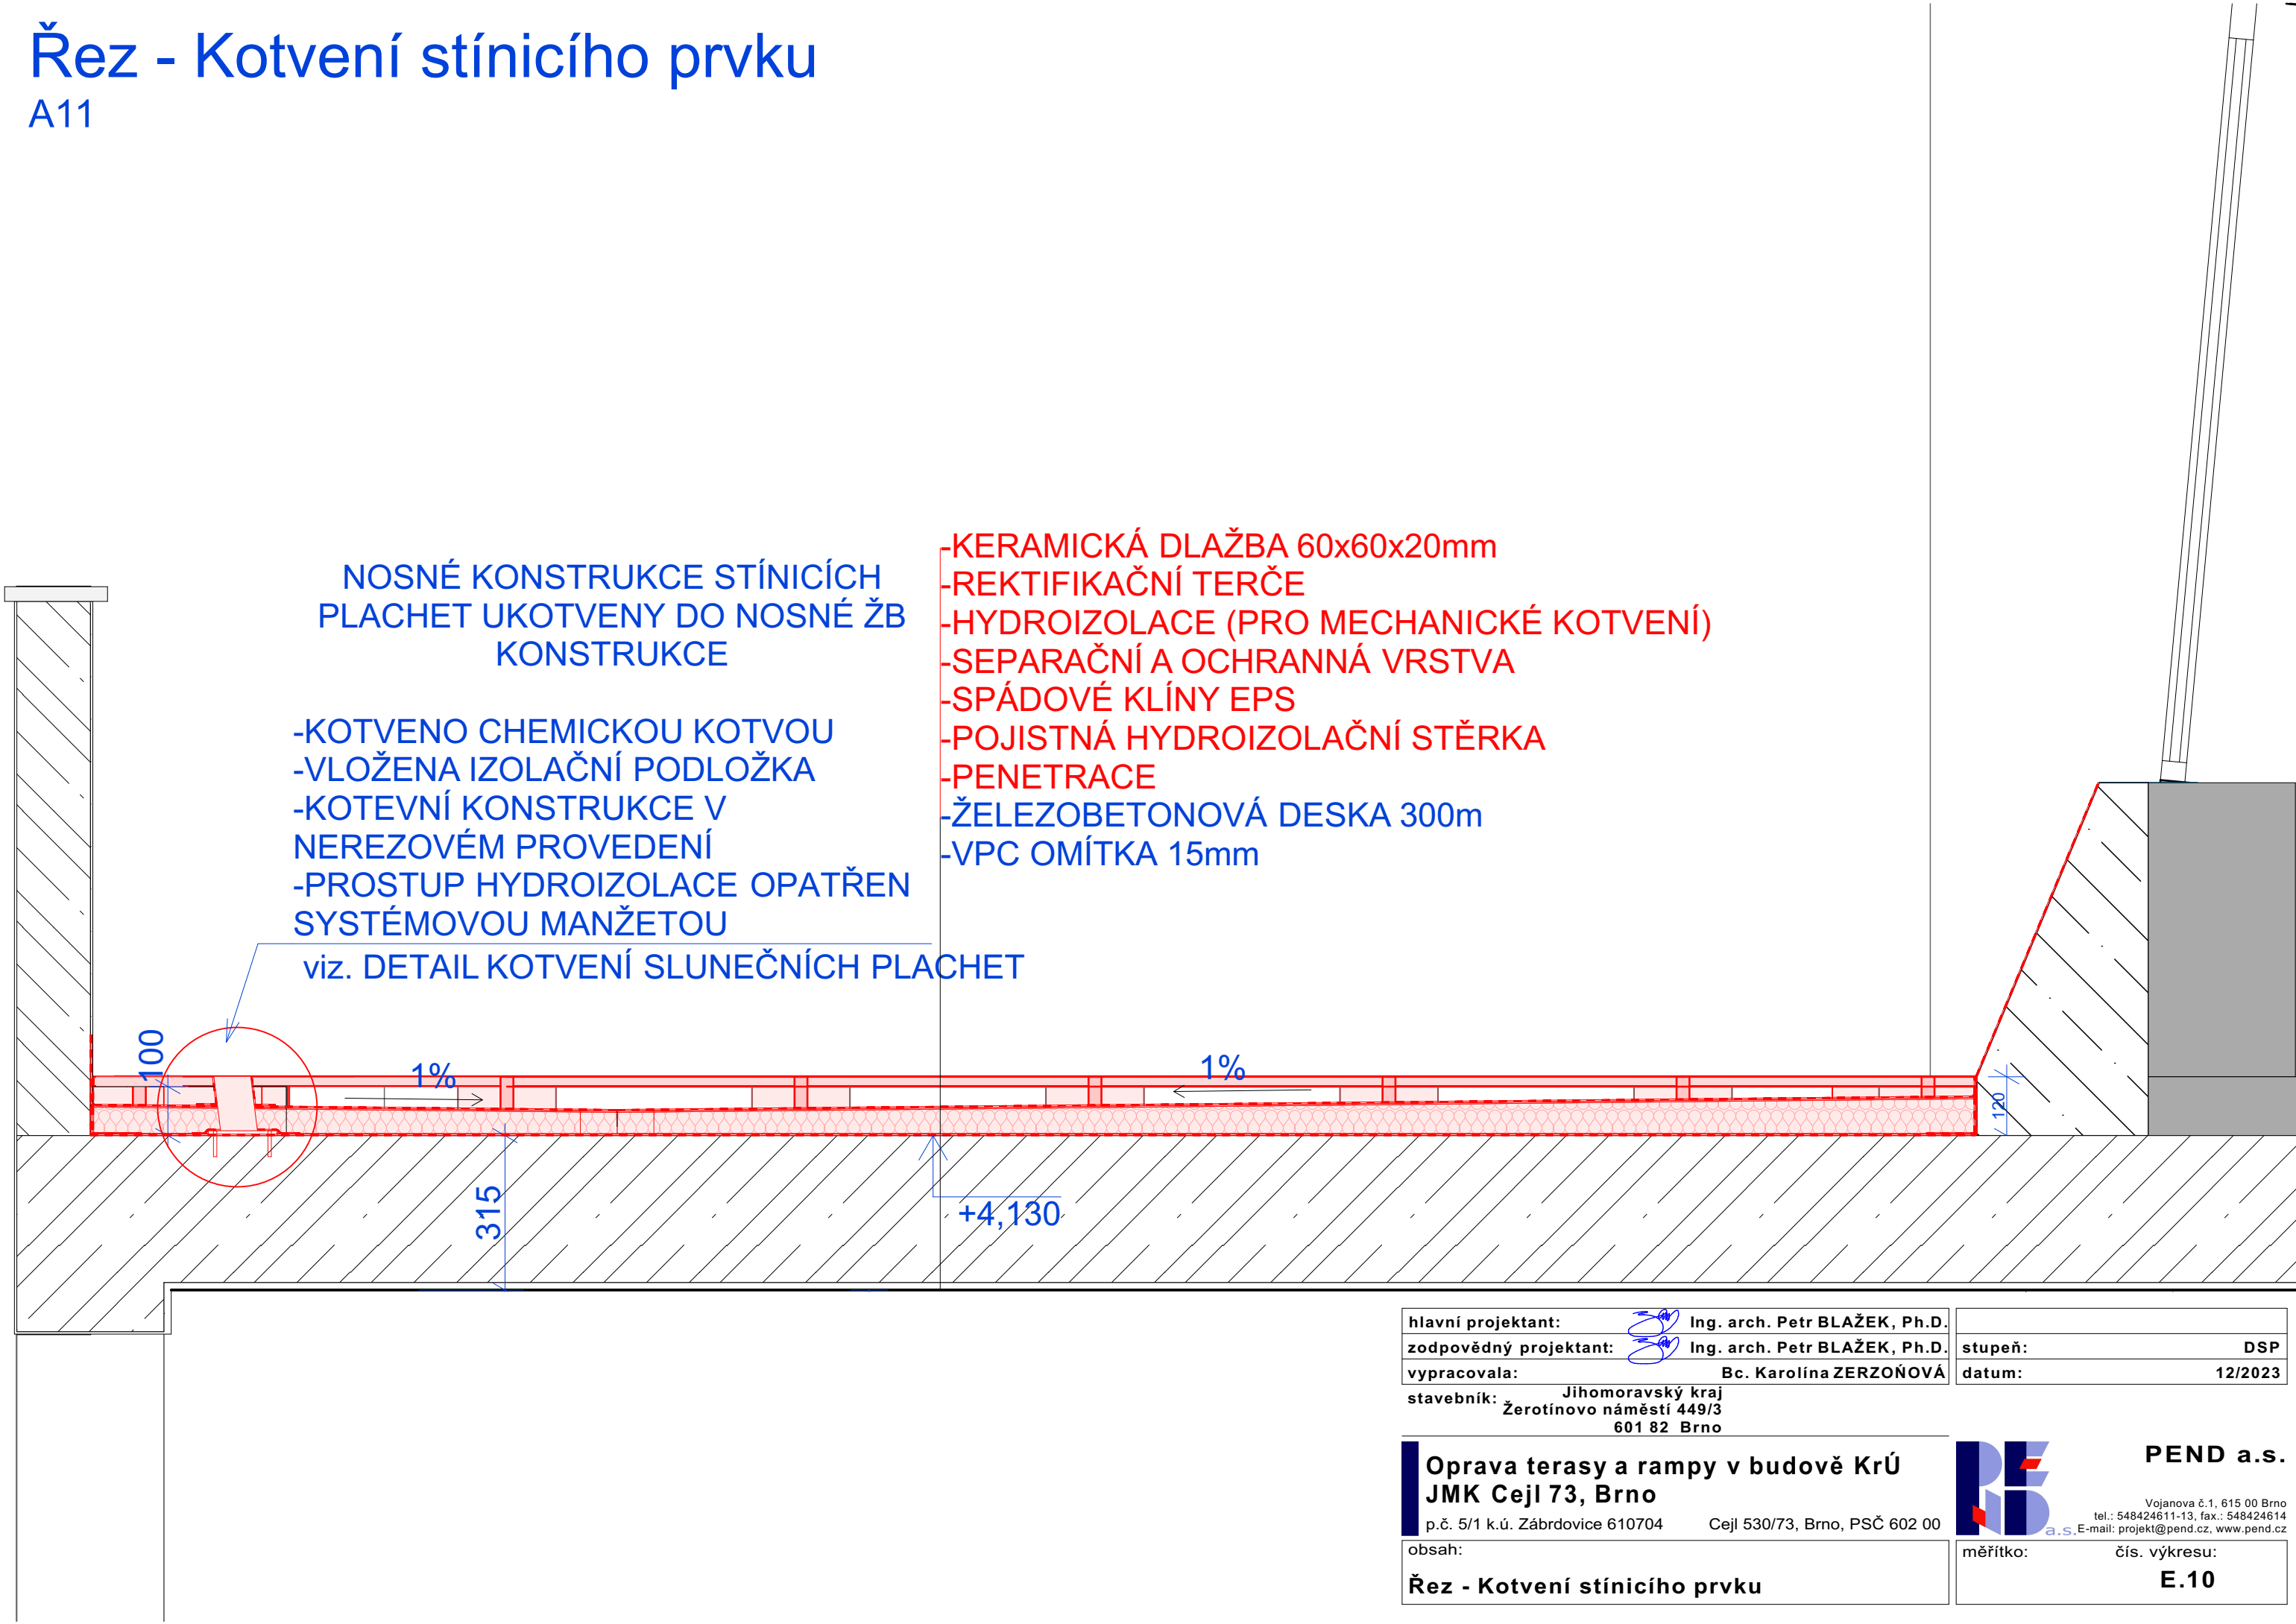 Řez - Kotvení stínicího prvku
A11
NOSNÉ KONSTRUKCE STÍNICÍCH
PLACHET UKOTVENY DO NOSNÉ ŽB
KONSTRUKCE
-KOTVENO CHEMICKOU KOTVOU
-VLOŽENA IZOLAČNÍ PODLOŽKA
-KOTEVNÍ KONSTRUKCE V
NEREZOVÉM PROVEDENÍ
-PROSTUP HYDROIZOLACE OPATŘEN
SYSTÉMOVOU MANŽETOU
viz. DETAIL KOTVENÍ SLUNEČNÍCH PLACHET
-KERAMICKÁ DLAŽBA 60x60x20mm
-REKTIFIKAČNÍ TERČE
-HYDROIZOLACE (PRO MECHANICKÉ KOTVENÍ)
-SEPARAČNÍ A OCHRANNÁ VRSTVA
-SPÁDOVÉ KLÍNY EPS
-POJISTNÁ HYDROIZOLAČNÍ STĚRKA
-PENETRACE
-ŽELEZOBETONOVÁ DESKA 300m
-VPC OMÍTKA 15mm
100
1%
1%
120
315
+4,130
hlavní projektant: Ing. arch. Petr BLAŽEK, Ph.D.
zodpovědný projektant: Ing. arch. Petr BLAŽEK, Ph.D.
vypracovala: Bc. Karolína ZERZOŃOVÁ
stupeň: DSP
datum: 12/2023
stavebník: Jihomoravský kraj
Žerotínovo náměstí 449/3
601 82 Brno
Oprava terasy a rampy v budově KrÚ
JMK Cejl 73, Brno
p.č. 5/1 k.ú. Zábrdovice 610704 Cejl 530/73, Brno, PSČ 602 00
PEND a.s.
Vojanova č.1, 615 00 Brno
tel.: 548424611-13, fax.: 548424614
a.s. E-mail: projekt@pend.cz, www.pend.cz
obsah:
Řez - Kotvení stínicího prvku
měřítko: čís. výkresu:
E.10